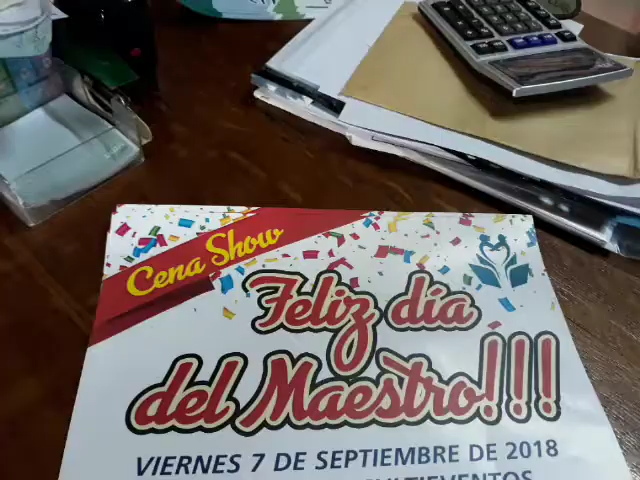 Cena Show
Feliz día
del Maestro!!!
VIERNES 7 DE SEPTIEMBRE DE 2018